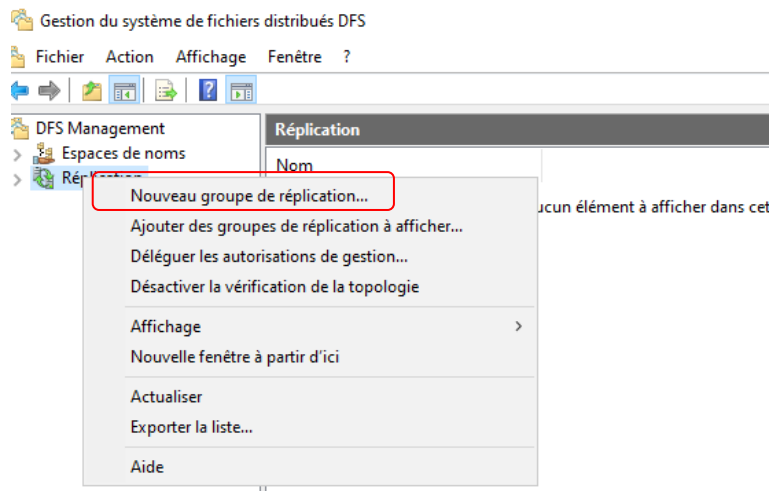 Gestion du système de fichiers distribués DFS
Fichier Action Affichage Fenêtre ?
DFS Management
Espaces de noms
Réplication
Réplication
Nom
ucun élément à afficher dans cet
Nouveau groupe de réplication...
Ajouter des groupes de réplication à afficher...
Déléguer les autorisations de gestion...
Désactiver la vérification de la topologie
Affichage
Nouvelle fenêtre à partir d'ici
Actualiser
Exporter la liste...
Aide